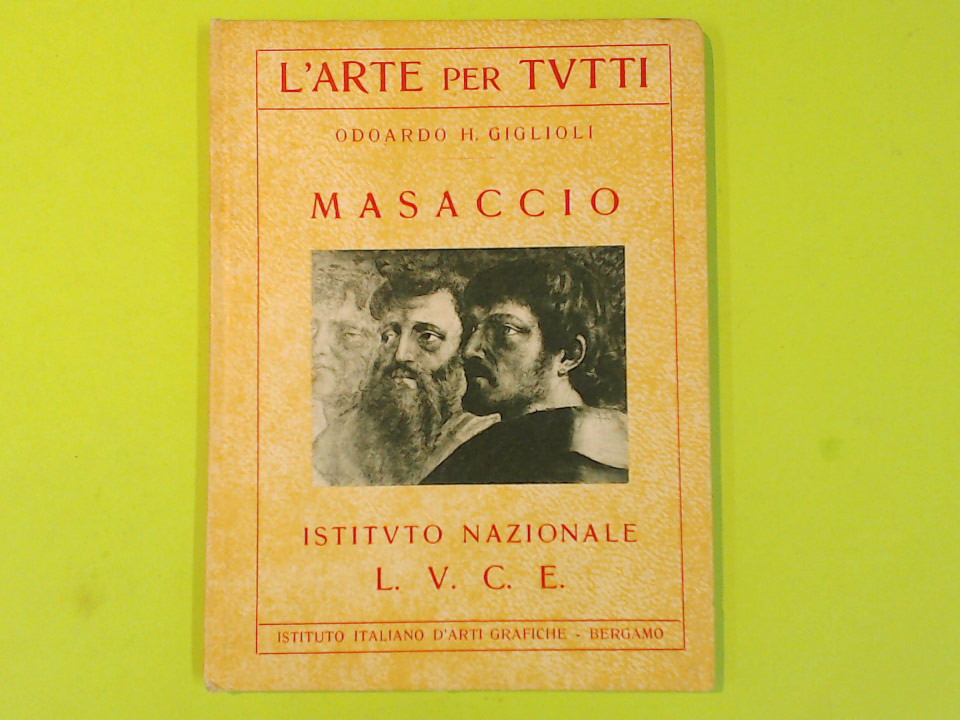 L'ARTE PER TVTTI
ODOARDO H. GIGLIOLI
MASACCIO
ISTITVTO NAZIONALE
L. V. C. E.
ISTITUTO ITALIANO D'ARTI GRAFICHE - BERGAMO